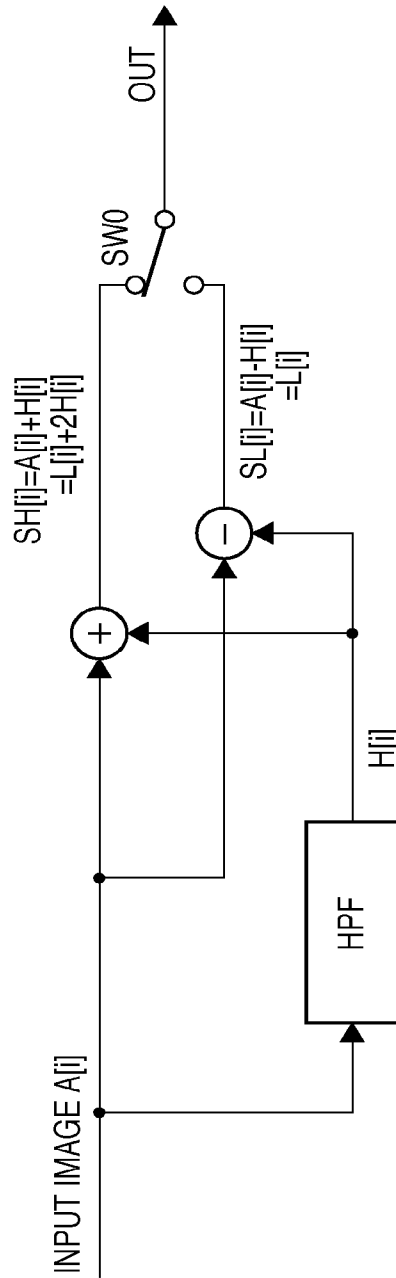 INPUT IMAGE A[i]
HPF
H[i]
+
−
SH[i]=A[i]+H[i]
=L[i]+2H[i]
SL[i]=A[i]-H[i]
=L[i]
SW0
OUT